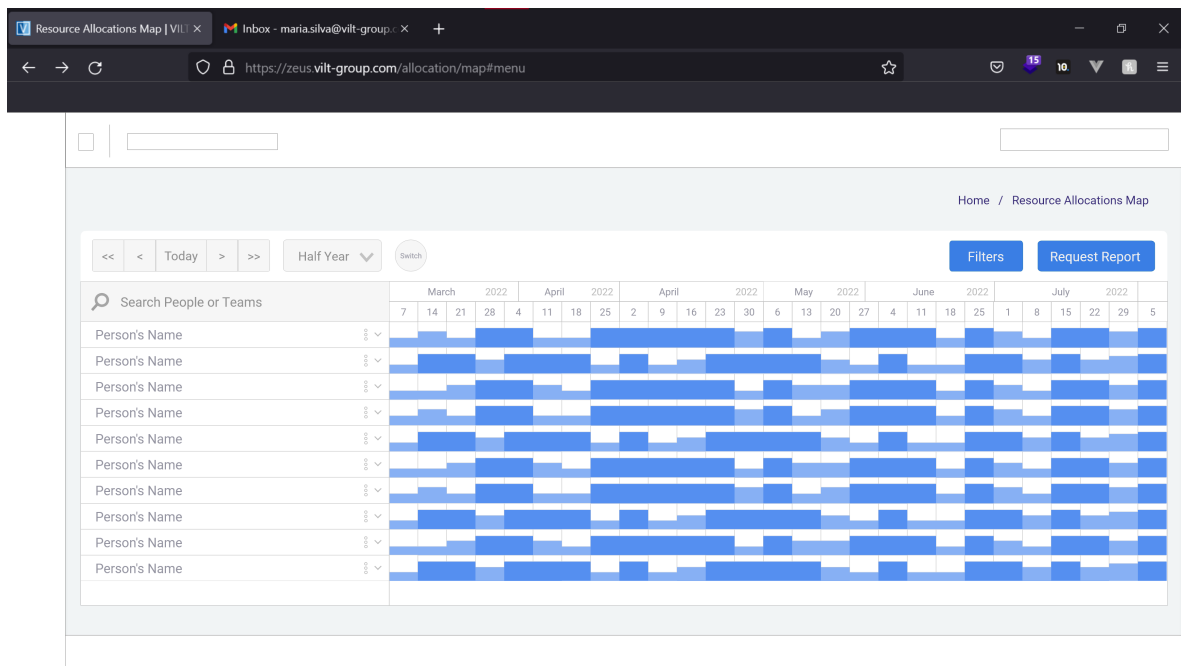 Resource Allocations Map | VILT
Inbox - maria.silva@vilt-group.c
https://zeus.vilt-group.com/allocation/map#menu
15
10.
Home / Resource Allocations Map
<< < Today > >>
Half Year
Switch
Filters
Request Report
Search People or Teams
March 2022 April 2022 April 2022 May 2022 June 2022 July 2022
7 14 21 28 4 11 18 25 2 9 16 23 30 6 13 20 27 4 11 18 25 1 8 15 22 29 5
Person's Name
Person's Name
Person's Name
Person's Name
Person's Name
Person's Name
Person's Name
Person's Name
Person's Name
Person's Name